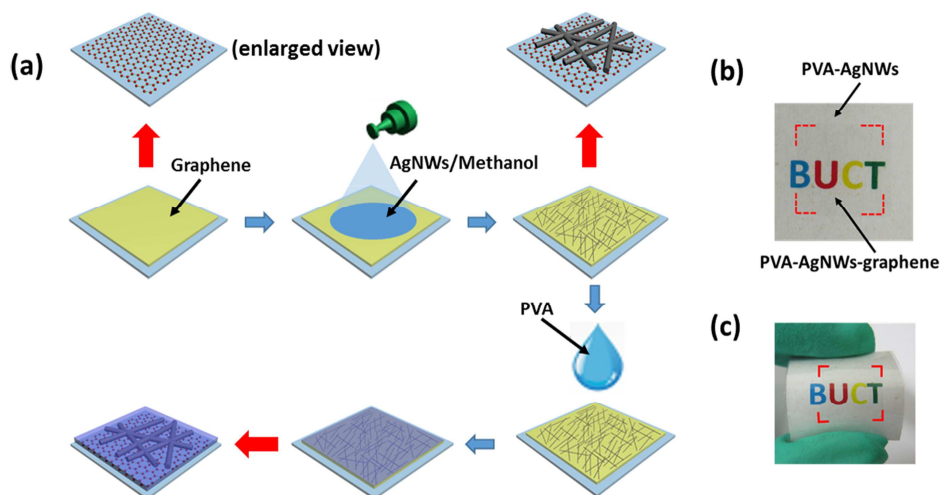 (a)
(enlarged view)
Graphene
AgNWs/Methanol
PVA
(b)
PVA-AgNWs
BUCT
PVA-AgNWs-graphene
(c)
BUCT